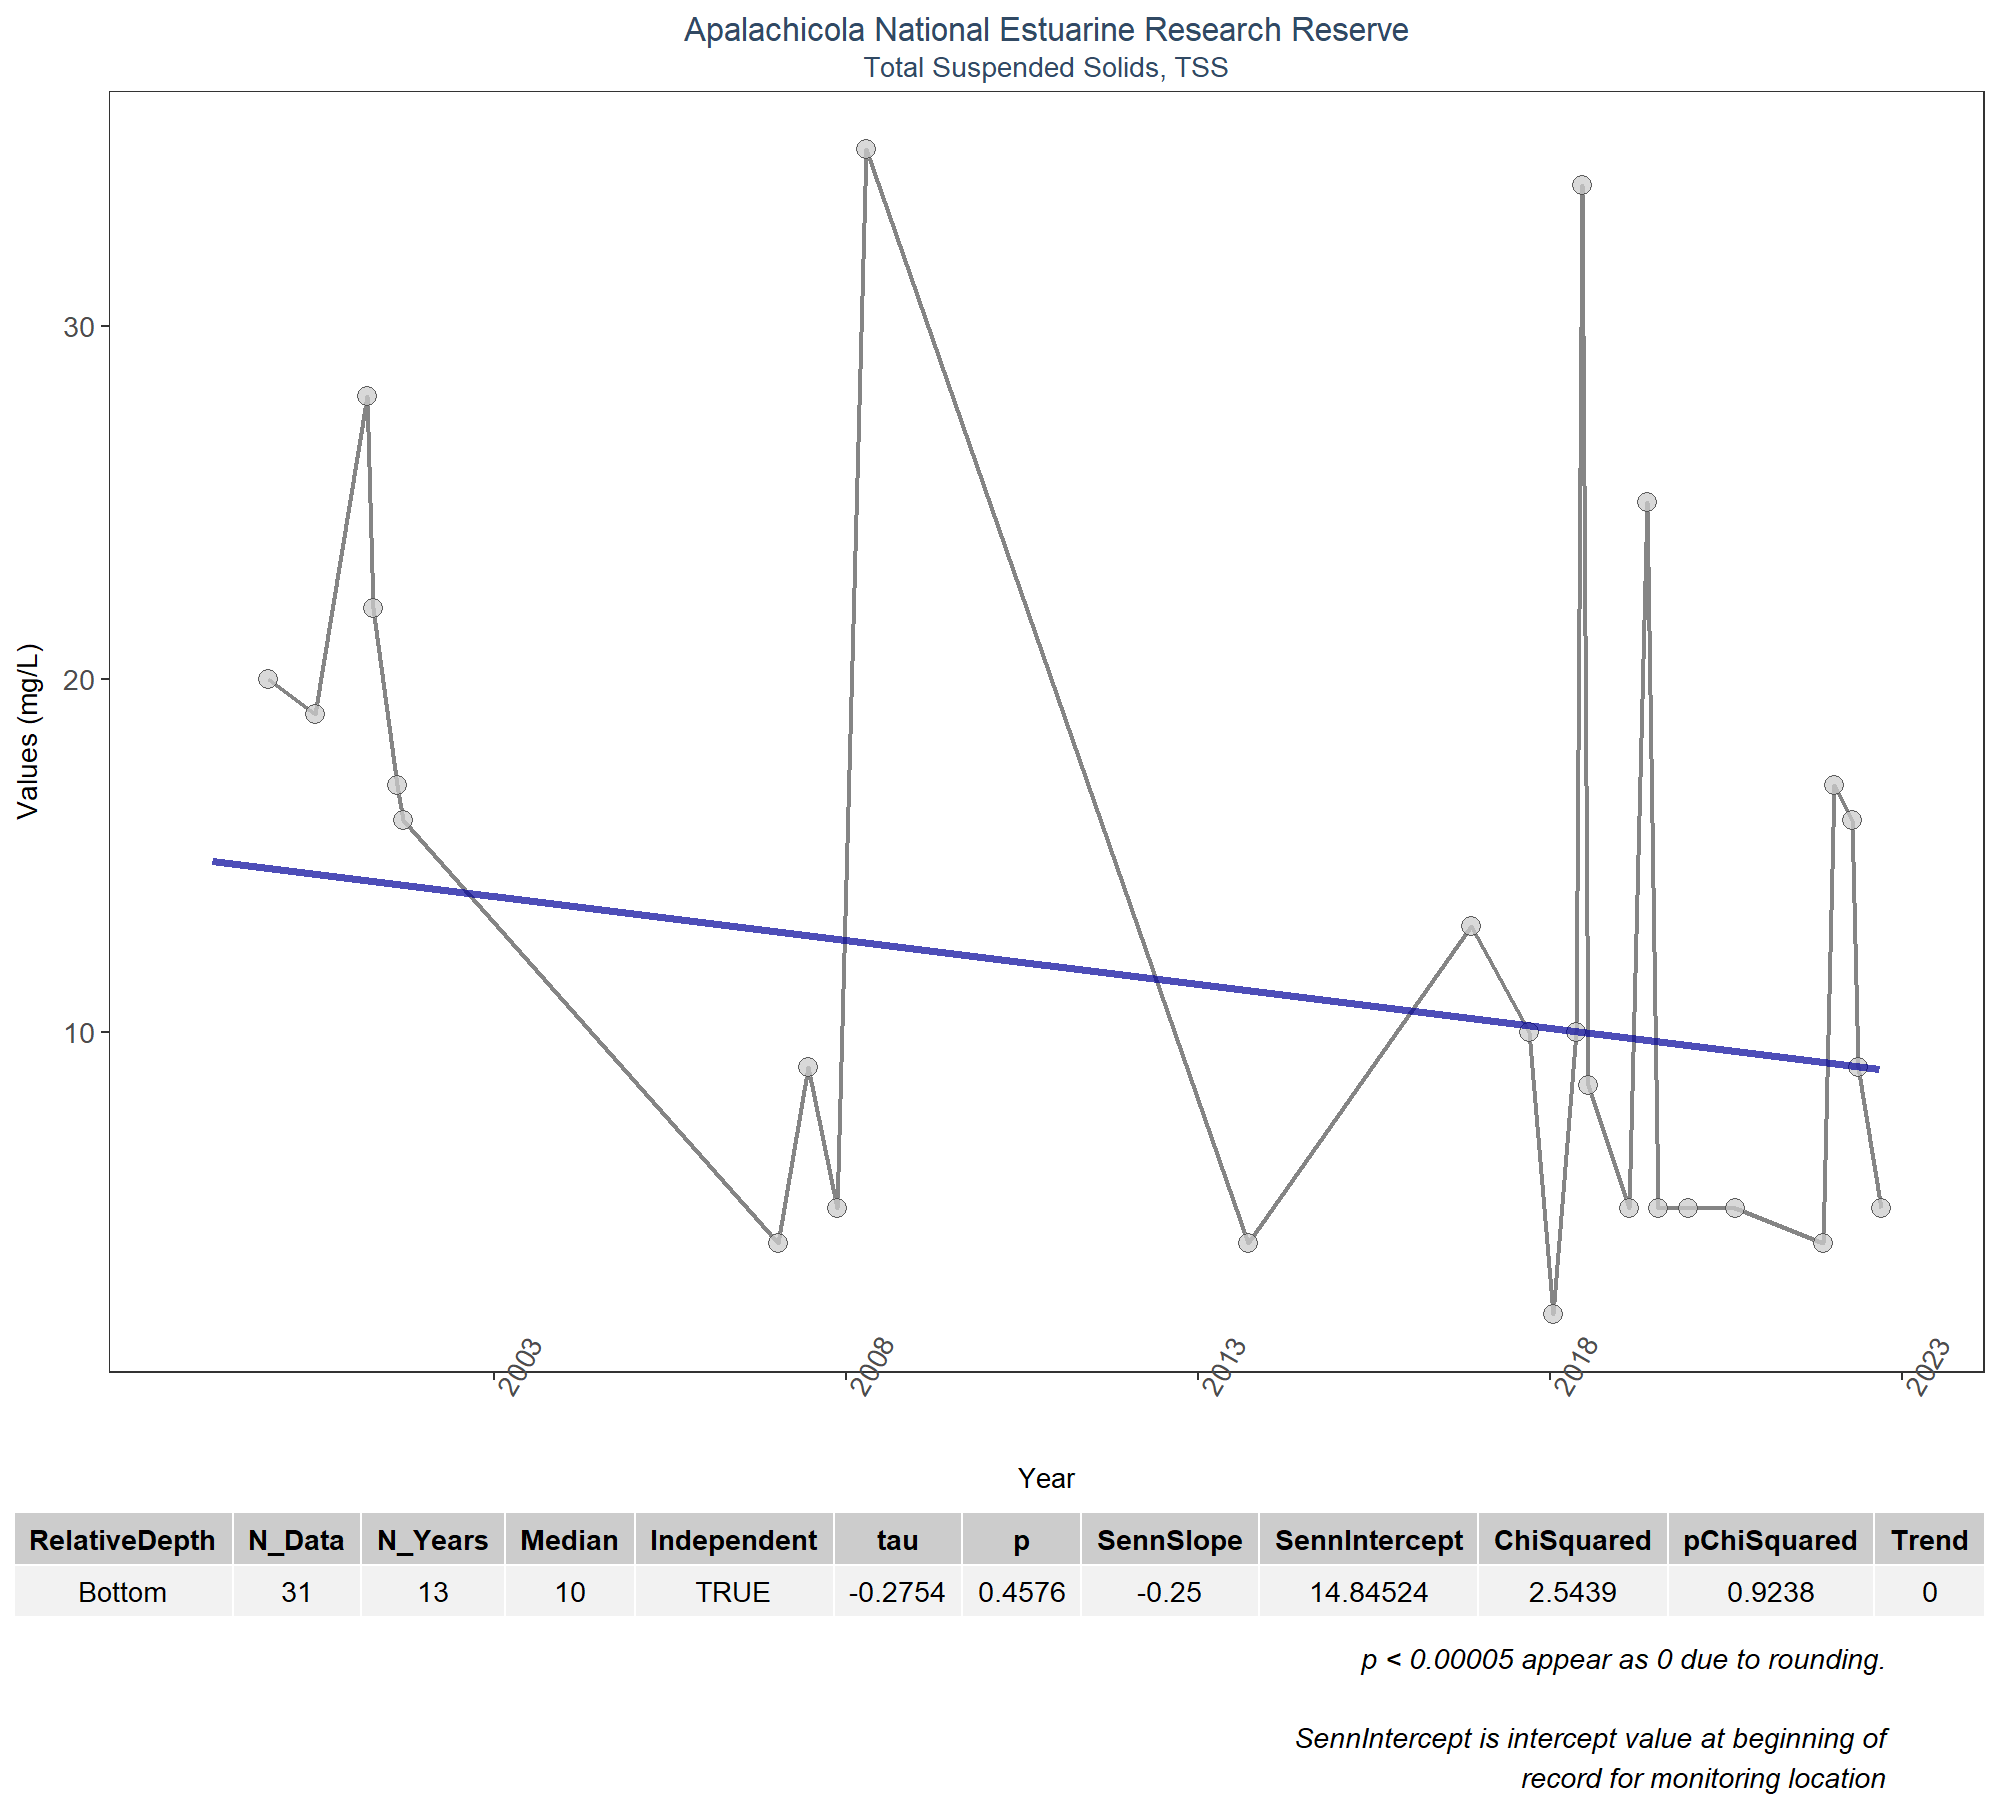 Apalachicola National Estuarine Research Reserve
Total Suspended Solids, TSS
Values (mg/L)
30
20
10
2003 2008 2013 2018 2023
Year
RelativeDepth N_Data N_Years Median Independent tau p SennSlope SennIntercept ChiSquared pChiSquared Trend
Bottom 31 13 10 TRUE -0.2754 0.4576 -0.25 14.84524 2.5439 0.9238 0
p < 0.00005 appear as 0 due to rounding.
SennIntercept is intercept value at beginning of
record for monitoring location